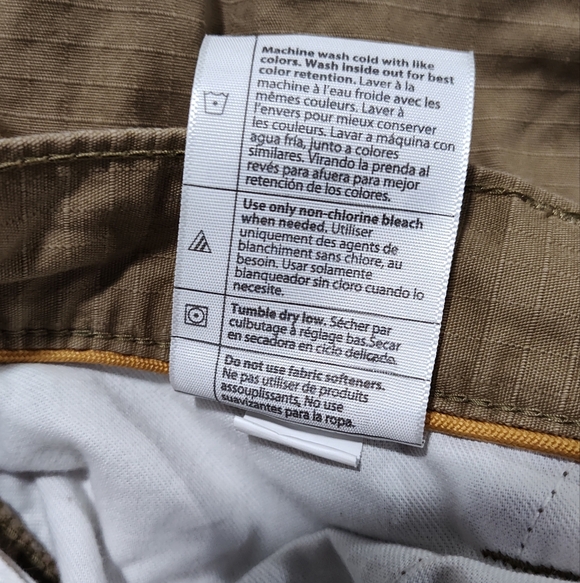 Machine wash cold with like
colors. Wash inside out for best
color retention. Laver à la
machine à l'eau froide avec les
mêmes couleurs. Laver à
l'envers pour mieux conserver
les couleurs. Lavar a máquina con
agua fría, junto a colores
similares. Virando la prenda al
revés para afuera para mejor
retención de los colores.
Use only non-chlorine bleach
when needed. Utiliser
uniquement des agents de
blanchiment sans chlore, au
besoin. Usar solamente
blanqueador sin cloro cuando lo
necesite.
Tumble dry low. Sécher par
culbutage à réglage bas.Secar
en secadora en ciclo delicado.
Do not use fabric softeners.
Ne pas utiliser de produits
assouplissants, No use
suavizantes para la ropa.